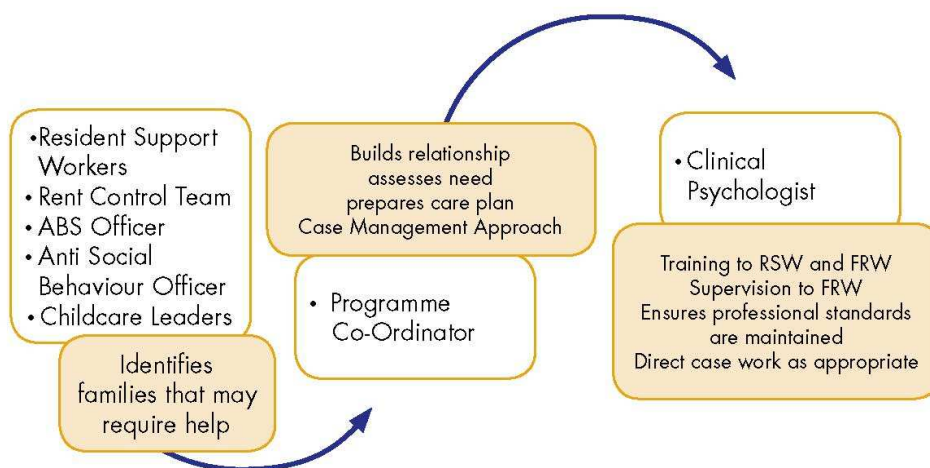 •Resident Support
Workers
•Rent Control Team
•ABS Officer
•Anti Social
Behaviour Officer
•Childcare Leaders
Identifies
families that may
require help
Builds relationship
assesses need
prepares care plan
Case Management Approach
• Programme
Co-Ordinator
• Clinical
Psychologist
Training to RSW and FRW
Supervision to FRW
Ensures professional standards
are maintained
Direct case work as appropriate